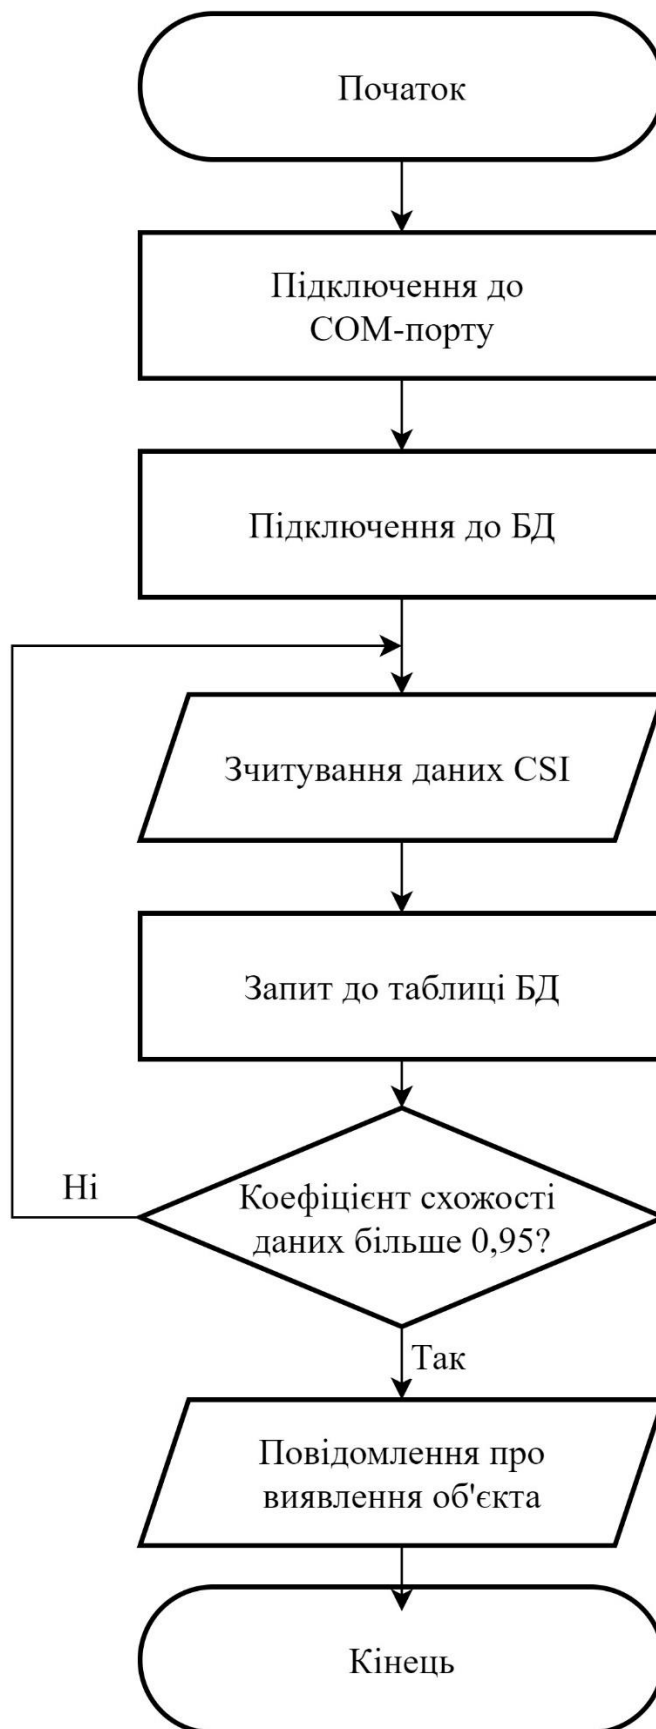 Початок
Підключення до
COM-порту
Підключення до БД
Зчитування даних CSI
Запит до таблиці БД
Ні
Коефіцієнт схожості
даних більше 0,95?
Так
Повідомлення про
виявлення об'єкта
Кінець